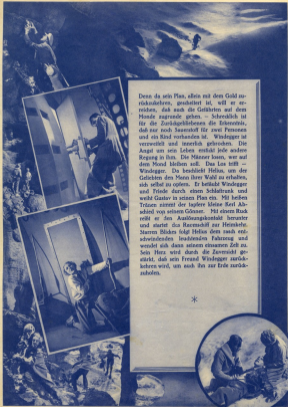 Denn da sein Plan, allein mit dem Gold zu-
rückzukehren, gescheitert ist, will er er-
reichen, daß auch die Gefährten auf dem
Monde zugrunde gehen. — Schrecklich ist
für die Zurückgebliebenen die Erkenntnis,
daß nur noch Sauerstoff für zwei Personen
und ein Kind vorhanden ist. Windegger ist
verzweifelt und innerlich gebrochen. Die
Angst um sein Leben erstickt jede andere
Regung in ihm. Die Männer losen, wer auf
dem Mond bleiben soll. Das Los trifft —
Windegger. Da beschließt Helius, um der
Geliebten den Mann ihrer Wahl zu erhalten,
sich selbst zu opfern. Er betäubt Windegger
und Friede durch einen Schlaftrunk und
weiht Gustav in seinen Plan ein. Mit heißen
Tränen nimmt der tapfere kleine Kerl Ab-
schied von seinem Gönner. Mit einem Ruck
reißt er den Auslösungskontakt herunter
und startet das Raumschiff zur Heimkehr.
Starren Blickes folgt Helius dem rasch ent-
schwindenden leuchtenden Fahrzeug und
wendet sich dann seinem einsamen Zelt zu.
Sein Herz wird durch die Zuversicht ge-
stärkt, daß sein Freund Windegger zurück-
kehren wird, um auch ihn zur Erde zurück-
zuholen.
*